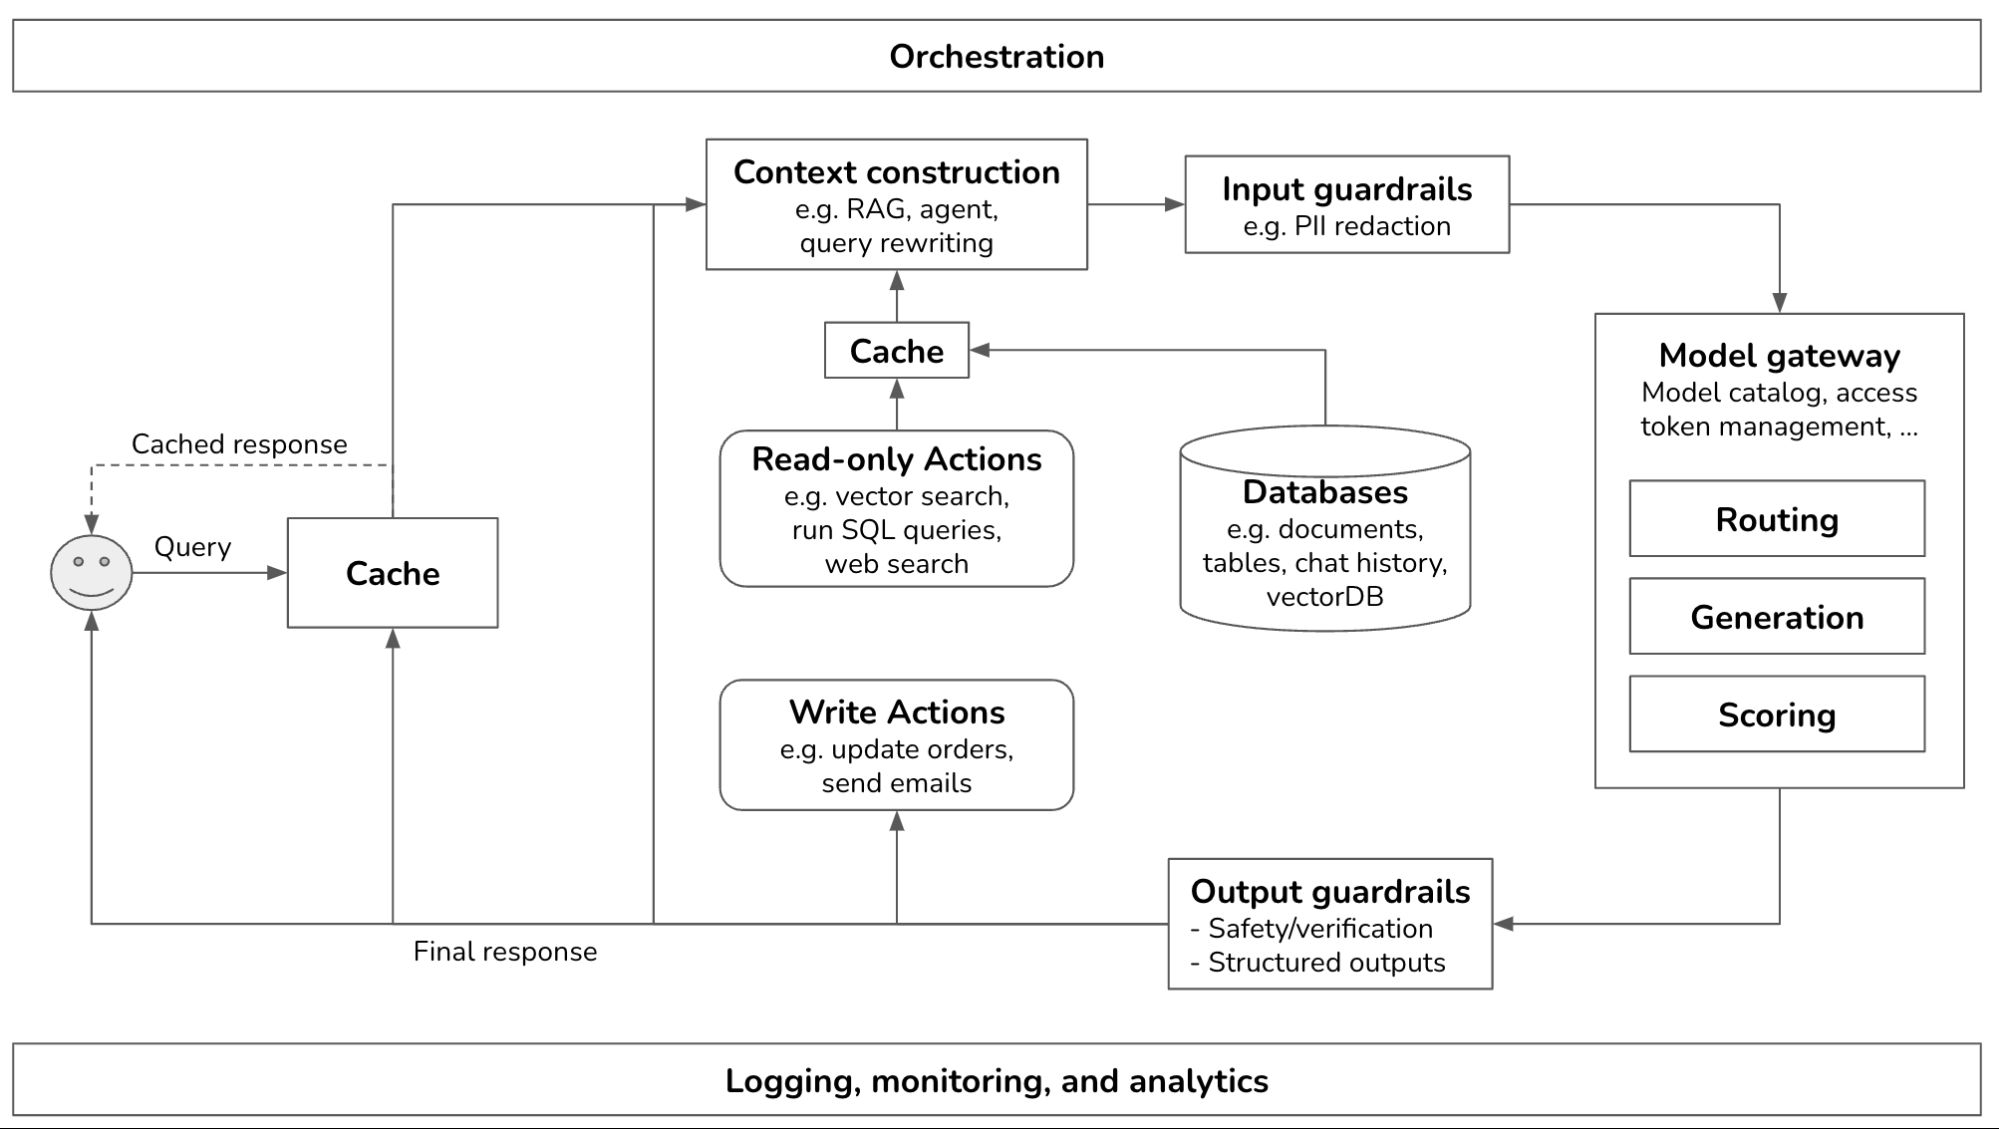 Orchestration
Context construction
e.g. RAG, agent,
query rewriting
Input guardrails
e.g. PII redaction
Cache
Model gateway
Model catalog, access
token management, ...
Routing
Generation
Scoring
Cached response
Query
Cache
Read-only Actions
e.g. vector search,
run SQL queries,
web search
Databases
e.g. documents,
tables, chat history,
vectorDB
Write Actions
e.g. update orders,
send emails
Output guardrails
- Safety/verification
- Structured outputs
Final response
Logging, monitoring, and analytics